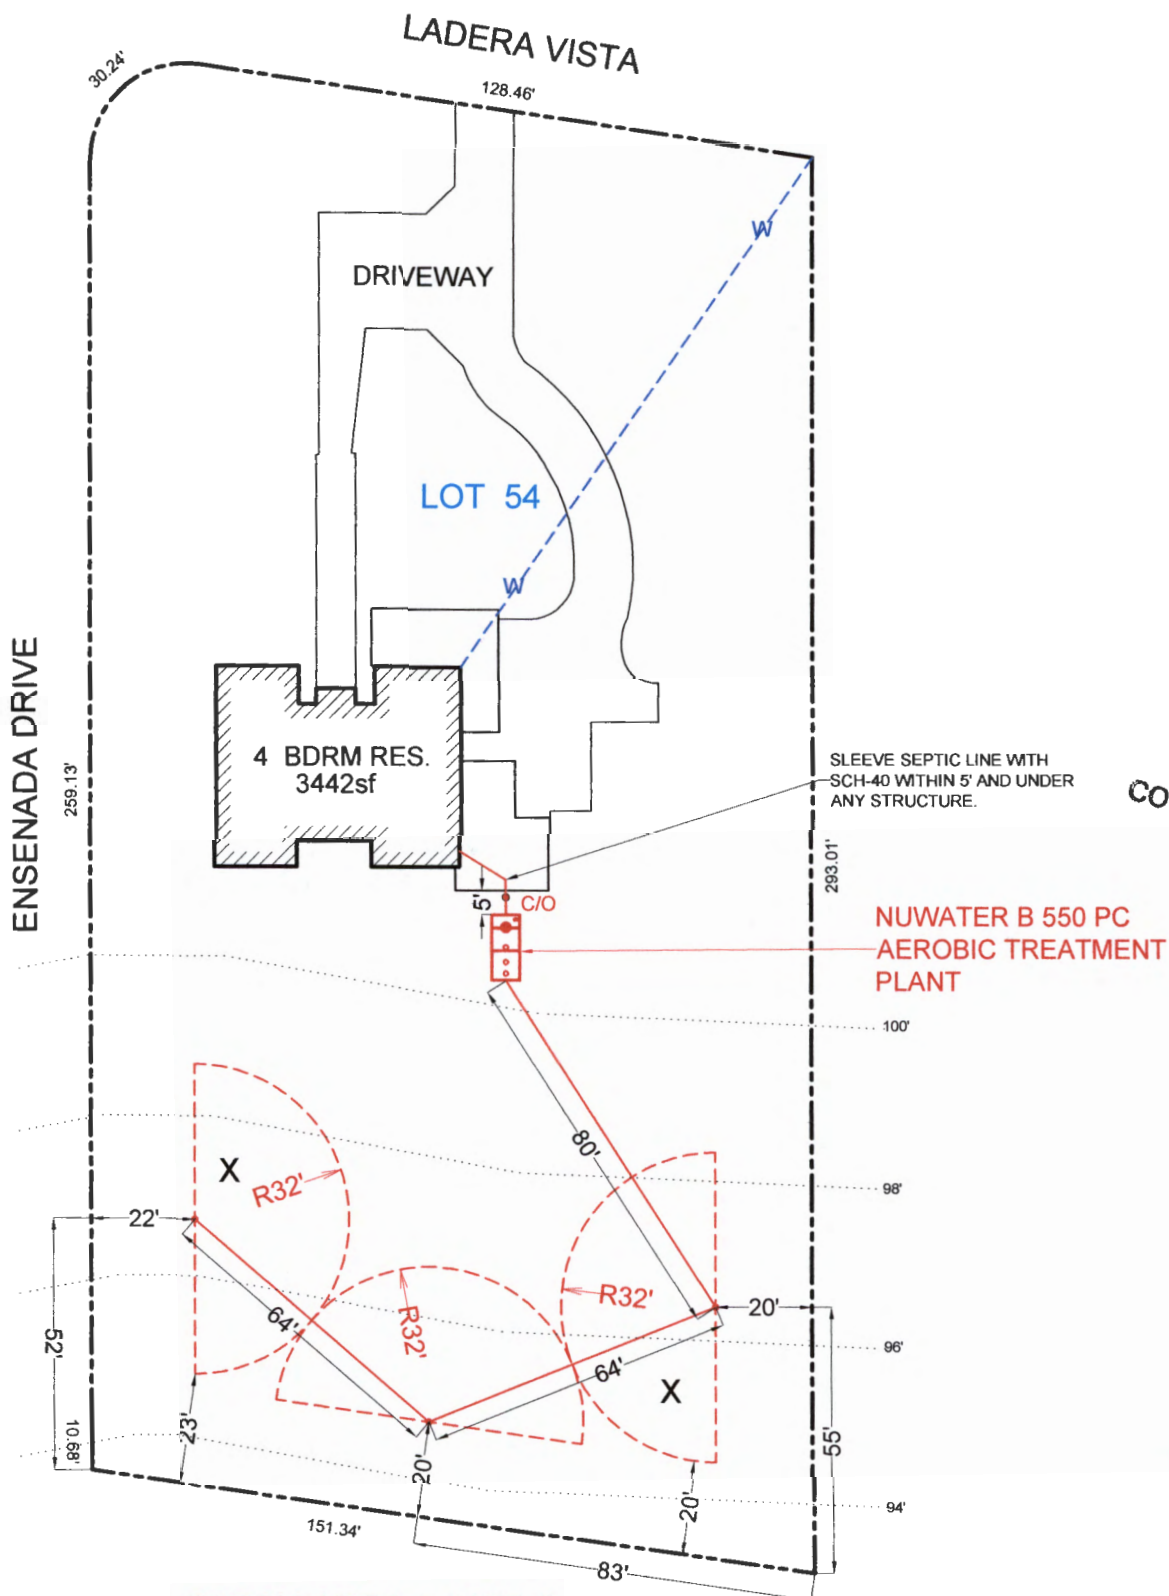 LADERA VISTA
30.24'
128.46'
W
DRIVEWAY
LOT 54
W
ENSENADA DRIVE
259.13'
4 BDRM RES.
3442sf
SLEEVE SEPTIC LINE WITH
SCH-40 WITHIN 5' AND UNDER
ANY STRUCTURE.
CO
293.01'
5'
C/O
NUWATER B 550 PC
AEROBIC TREATMENT
PLANT
100'
80'
X
R32'
98'
22'
R32'
20'
52'
64'
R32'
96'
64'
X
10.68'
23'
20'
55'
20'
94'
151.34'
83'